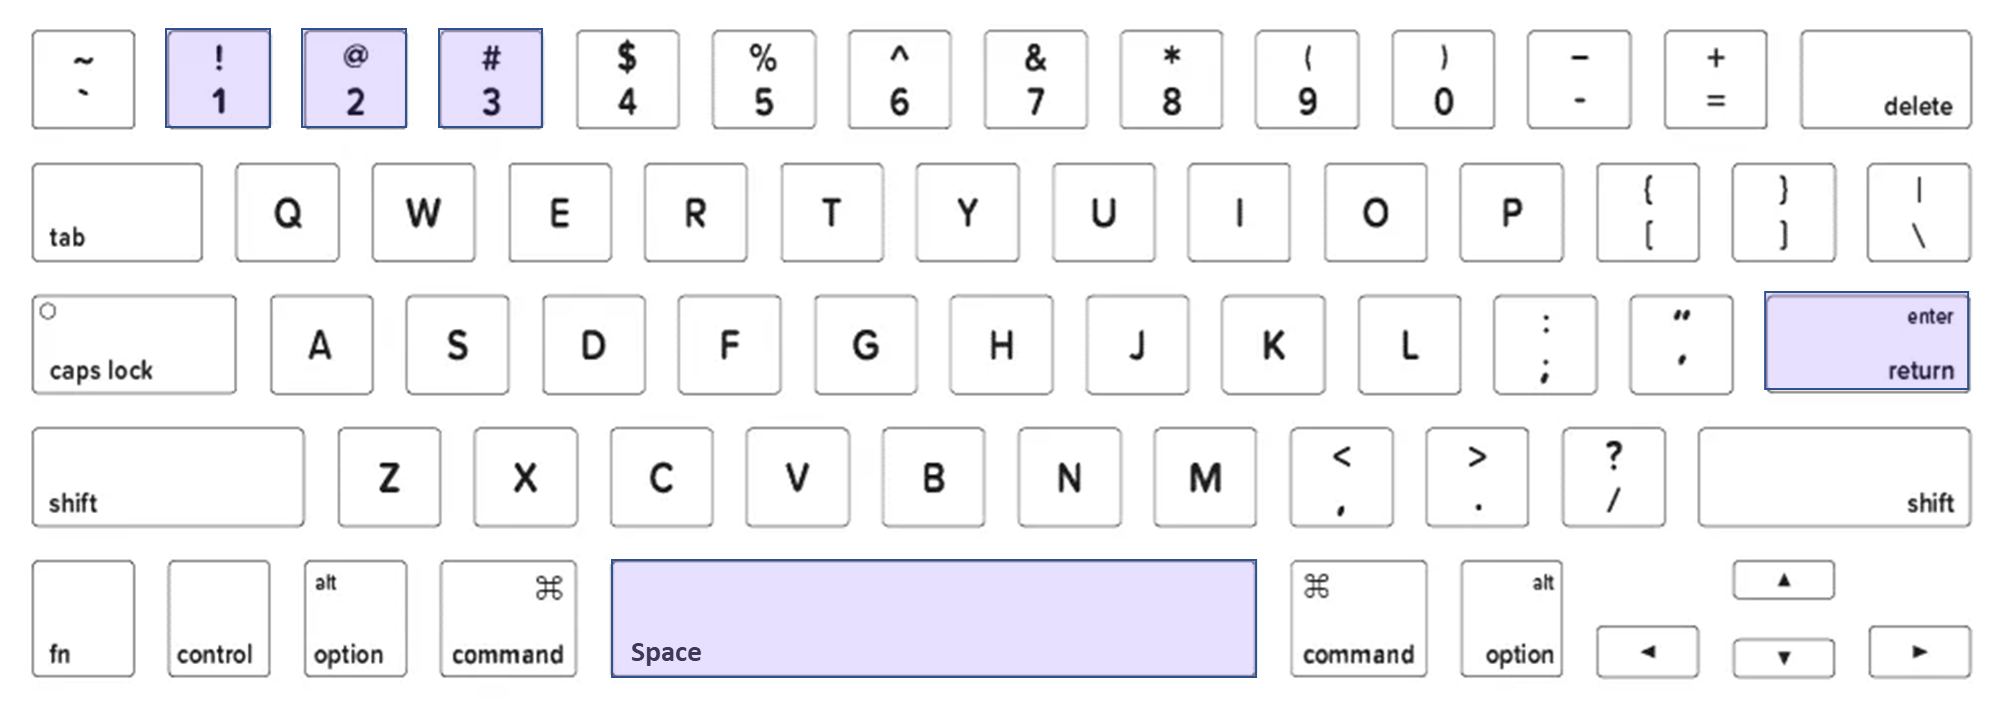 ~ ! @ # $ % ^ & * ( ) – +
` 1 2 3 4 5 6 7 8 9 0 - = delete
tab Q W E R T Y U I O P { [ } ] | \
caps lock A S D F G H J K L : ; " ' enter return
shift Z X C V B N M < , > . ? / shift
fn control alt option ⌘ command Space ⌘ command alt option ◄ ▲ ▼ ►